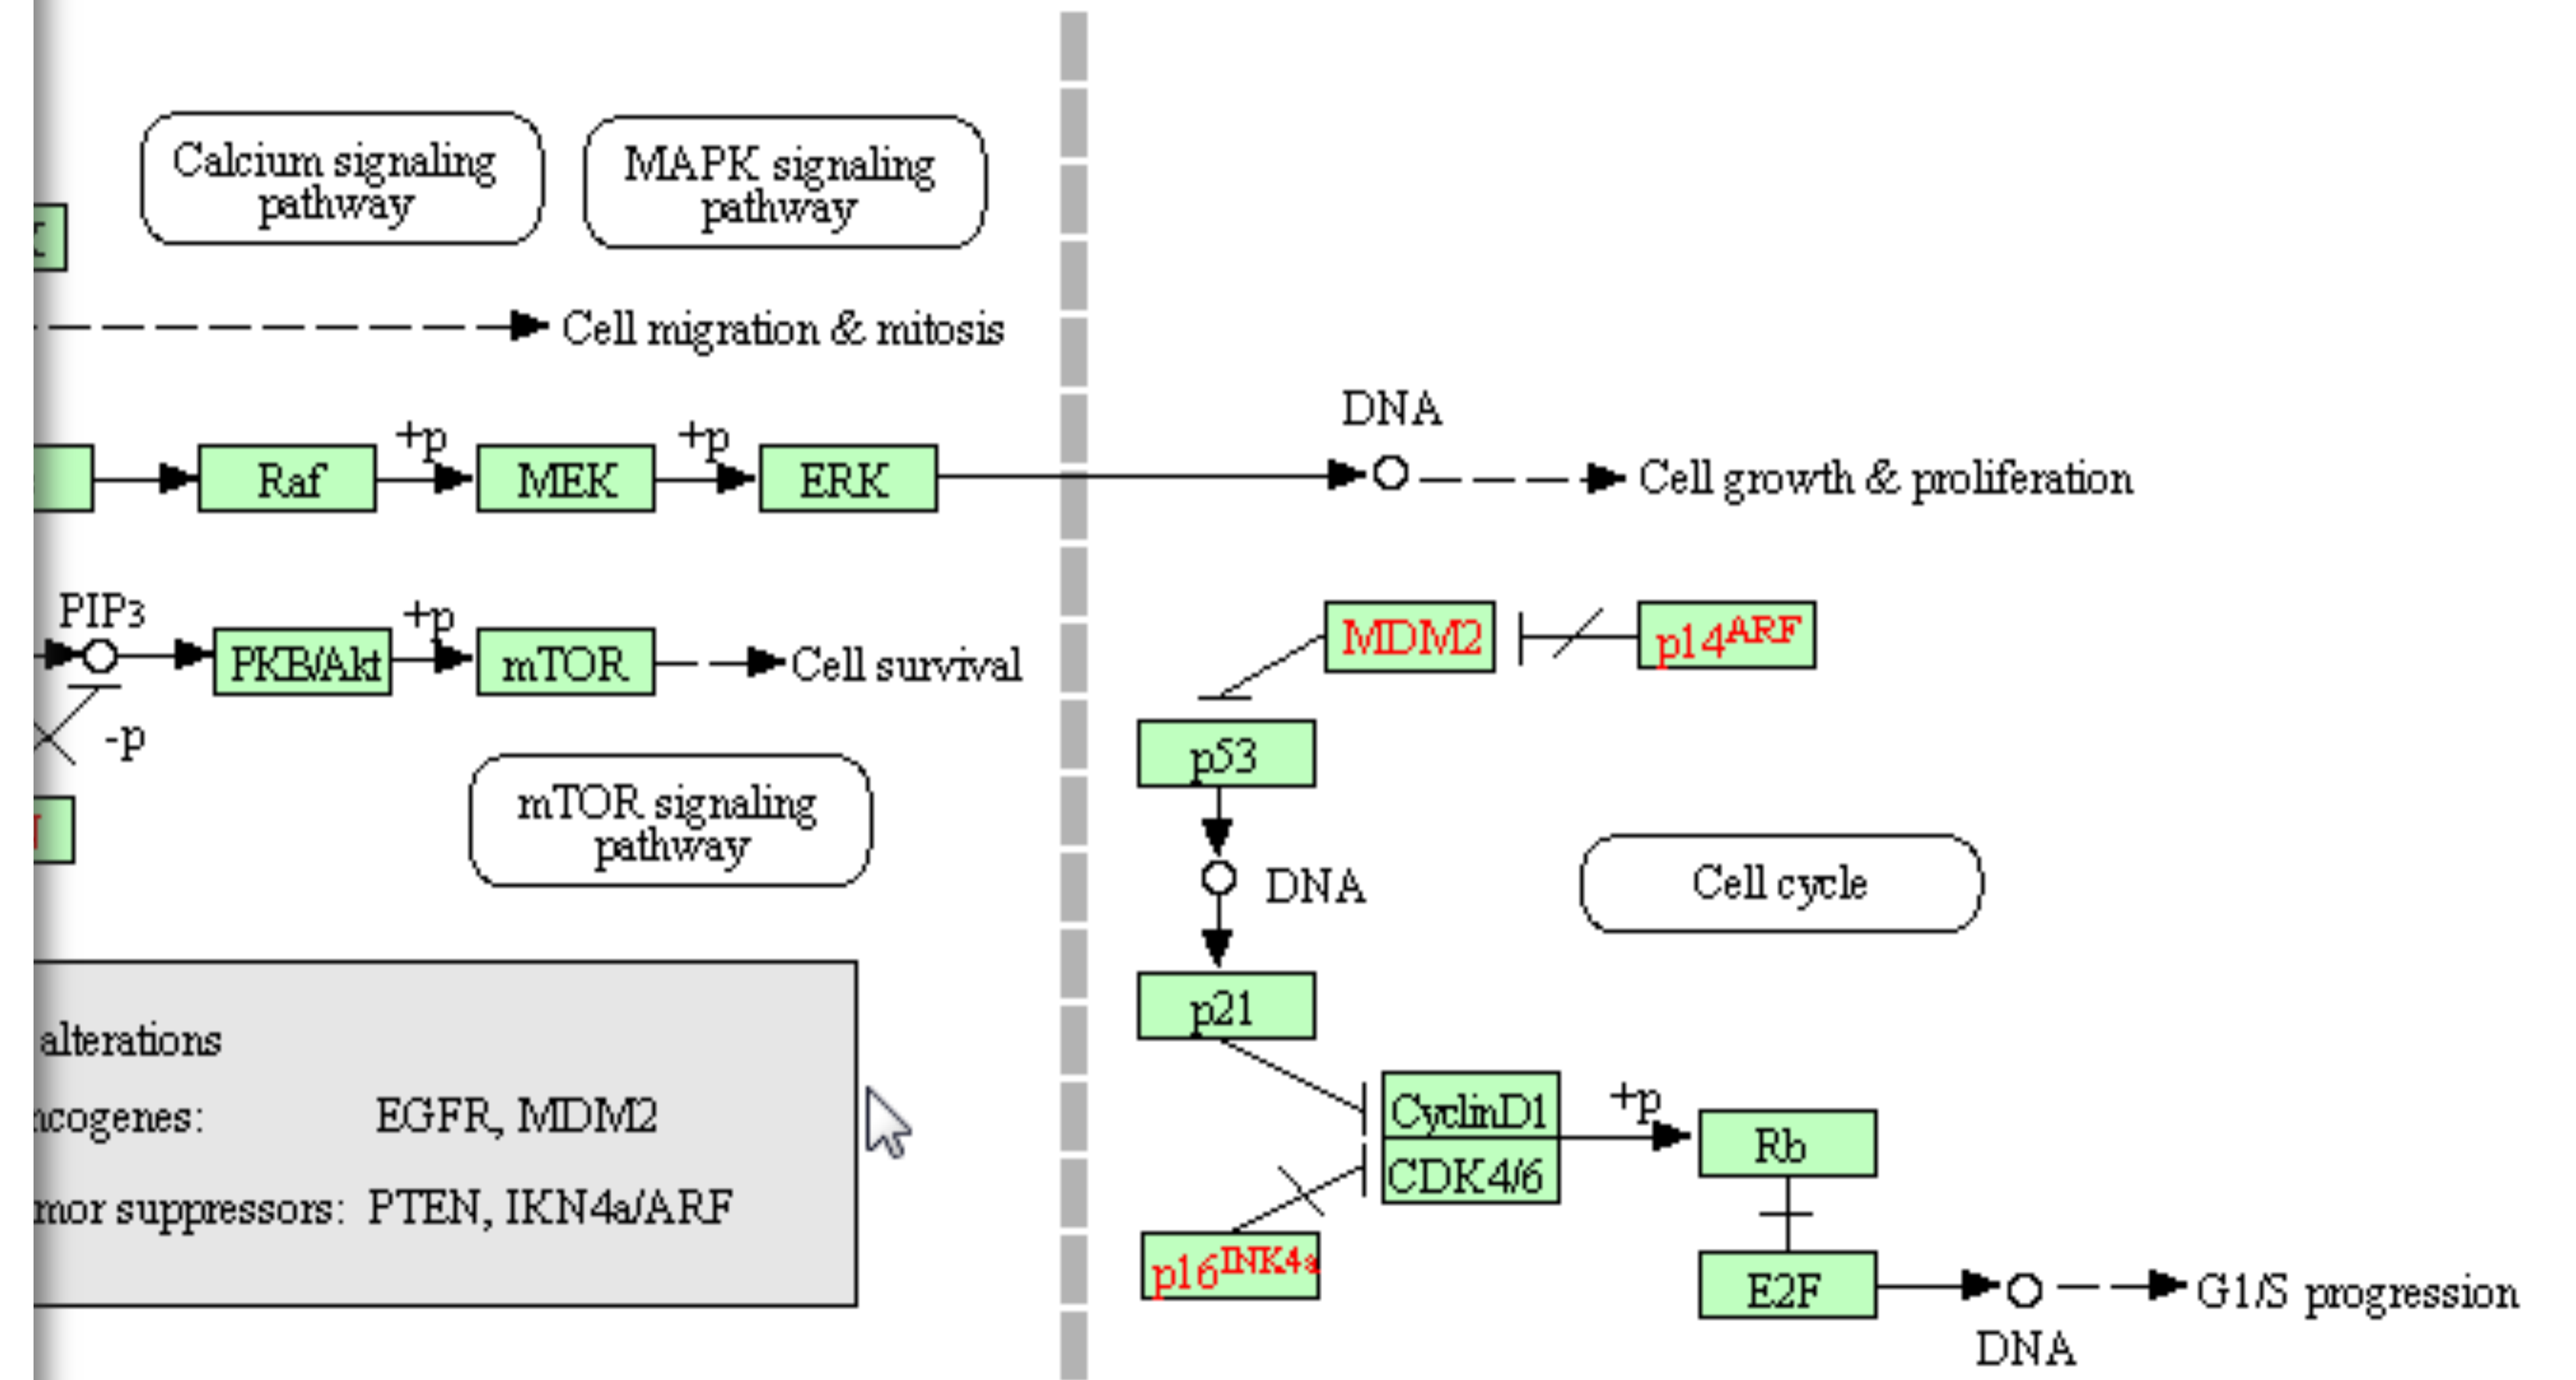 Calcium signaling
pathway
MAPK signaling
pathway
Cell migration & mitosis
DNA
+p
+p
Raf
MEK
ERK
Cell growth & proliferation
PIP3
+p
PKB/Akt
mTOR
Cell survival
MDM2
p14ARF
-p
p53
mTOR signaling
pathway
DNA
Cell cycle
p21
alterations
EGFR, MDM2
suppressors: PTEN, IKN4a/ARF
CyclinD1
+p
CDK4/6
Rb
p16INK4a
E2F
G1/S progression
DNA